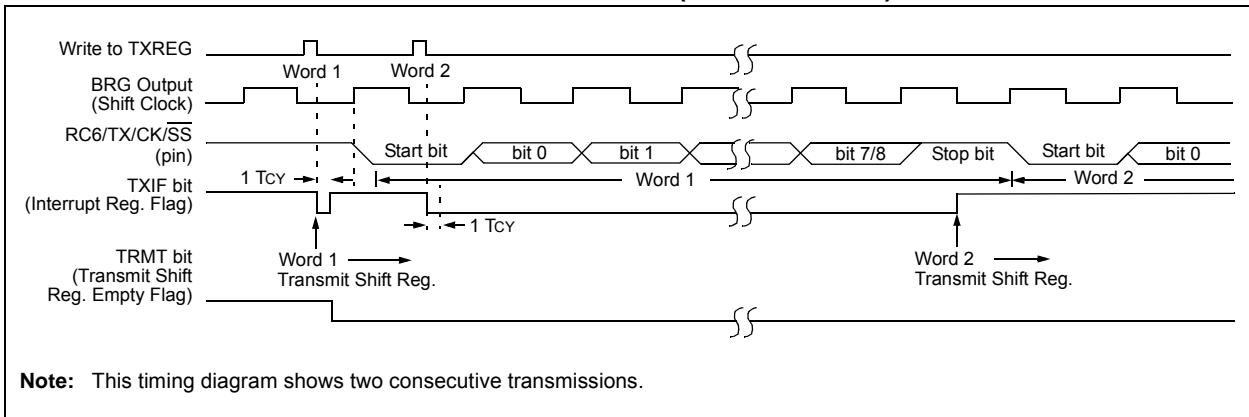 Write to TXREG
Word 1 Word 2
BRG Output
(Shift Clock)
RC6/TX/CK/SS
(pin)
Start bit bit 0 bit 1 bit 7/8 Stop bit Start bit bit 0
1 TCY Word 1 Word 2
TXIF bit
(Interrupt Reg. Flag)
1 TCY
TRMT bit
(Transmit Shift
Reg. Empty Flag)
Word 1
Transmit Shift Reg.
Word 2
Transmit Shift Reg.
Note: This timing diagram shows two consecutive transmissions.